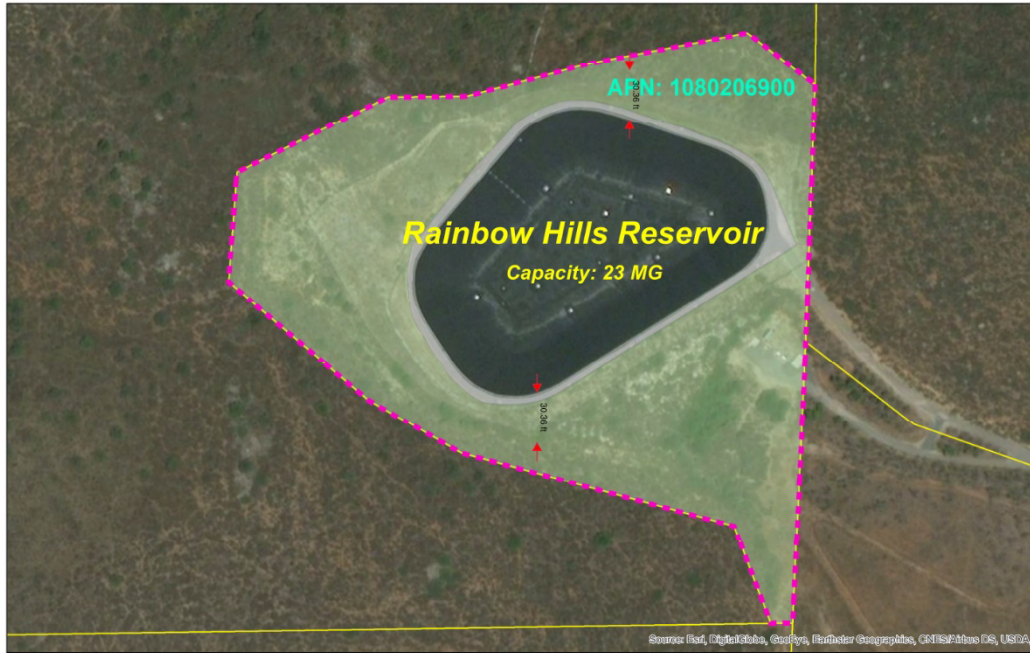 APN: 1080206900
30.36 ft
Rainbow Hills Reservoir
Capacity: 23 MG
30.36 ft
Source: Esri, DigitalGlobe, GeoEye, Earthstar Geographics, CNES/Airbus DS, USDA